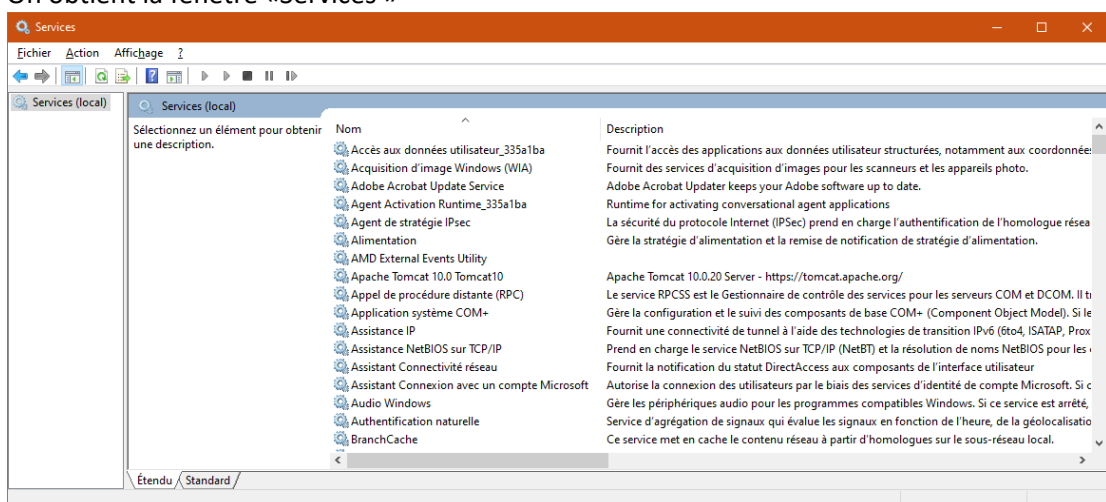 On obtient la fenêtre «Services »
Services
Fichier Action Affichage ?
Services (local)
Services (local)
Sélectionnez un élément pour obtenir
une description.
Nom Description
Accès aux données utilisateur_335a1ba Fournit l'accès des applications aux données utilisateur structurées, notamment aux coordonnée
Acquisition d'image Windows (WIA) Fournit des services d'acquisition d'images pour les scanneurs et les appareils photo.
Adobe Acrobat Update Service Adobe Acrobat Updater keeps your Adobe software up to date.
Agent Activation Runtime_335a1ba Runtime for activating conversational agent applications
Agent de stratégie IPsec La sécurité du protocole Internet (IPSec) prend en charge l'authentification de l'homologue résea
Alimentation Gère la stratégie d'alimentation et la remise de notification de stratégie d'alimentation.
AMD External Events Utility
Apache Tomcat 10.0 Tomcat10 Apache Tomcat 10.0.20 Server - https://tomcat.apache.org/
Appel de procédure distante (RPC) Le service RPCSS est le Gestionnaire de contrôle des services pour les serveurs COM et DCOM. Il
Application système COM+ Gère la configuration et le suivi des composants de base COM+ (Component Object Model). Si le
Assistance IP Fournit une connectivité de tunnel à l'aide des technologies de transition IPv6 (6to4, ISATAP, Prox
Assistance NetBIOS sur TCP/IP Prend en charge le service NetBIOS sur TCP/IP (NetBT) et la résolution de noms NetBIOS pour les
Assistant Connectivité réseau Fournit la notification du statut DirectAccess aux composants de l'interface utilisateur
Assistant Connexion avec un compte Microsoft Autorise la connexion des utilisateurs par le biais des services d'identité de compte Microsoft. Si c
Audio Windows Gère les périphériques audio pour les programmes compatibles Windows. Si ce service est arrêté,
Authentification naturelle Service d'agrégation de signaux qui évalue les signaux en fonction de l'heure, de la géolocalisatio
BranchCache Ce service met en cache le contenu réseau à partir d'homologues sur le sous-réseau local.
Étendu Standard